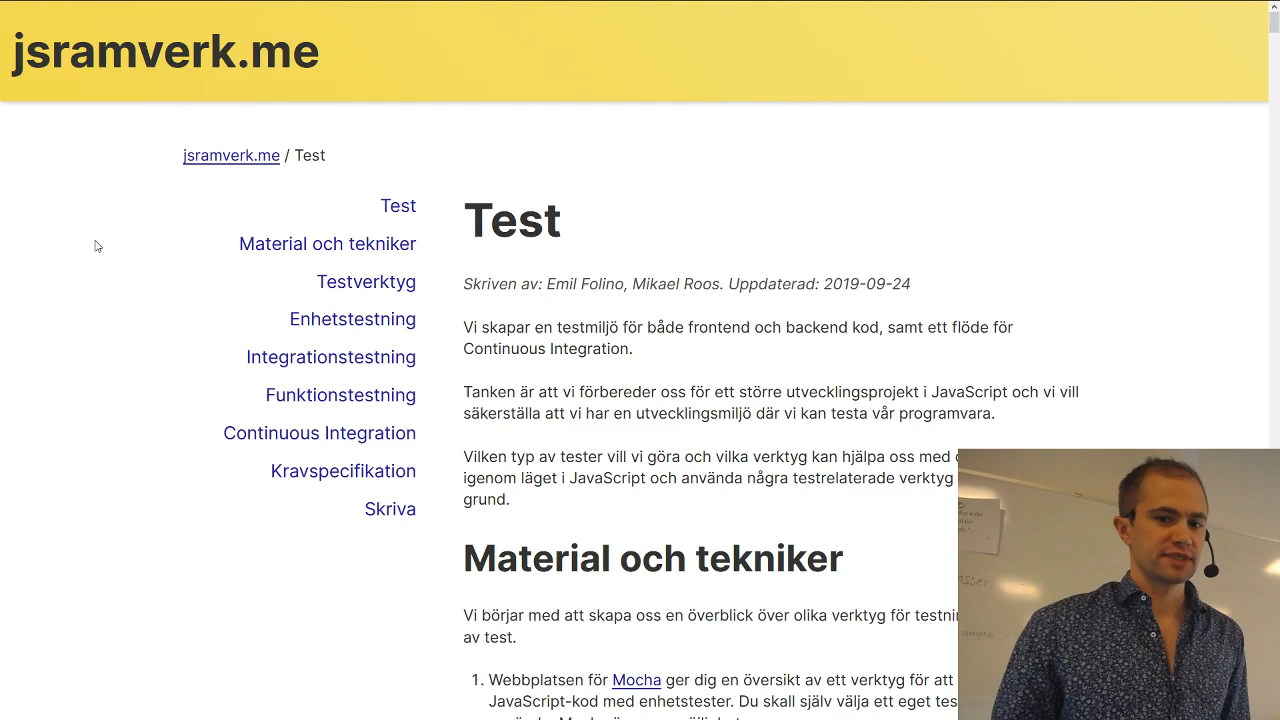 jsramverk.me
jsramverk.me / Test
Test
Material och tekniker
Testverktyg
Enhetstestning
Integrationstestning
Funktionstestning
Continuous Integration
Kravspecifikation
Skriva
Test
Skriven av: Emil Folino, Mikael Roos. Uppdaterad: 2019-09-24
Vi skapar en testmiljö för både frontend och backend kod, samt ett flöde för
Continuous Integration.
Tanken är att vi förbereder oss för ett större utvecklingsprojekt i JavaScript och vi vill
säkerställa att vi har en utvecklingsmiljö där vi kan testa vår programvara.
Vilken typ av tester vill vi göra och vilka verktyg kan hjälpa oss med
igenom läget i JavaScript och använda några testrelaterade verktyg
grund.
Material och tekniker
Vi börjar med att skapa oss en överblick över olika verktyg för
av test.
1. Webbplatsen för Mocha ger dig en översikt av ett verktyg för att
JavaScript-kod med enhetstester. Du skall själv välja ett eget